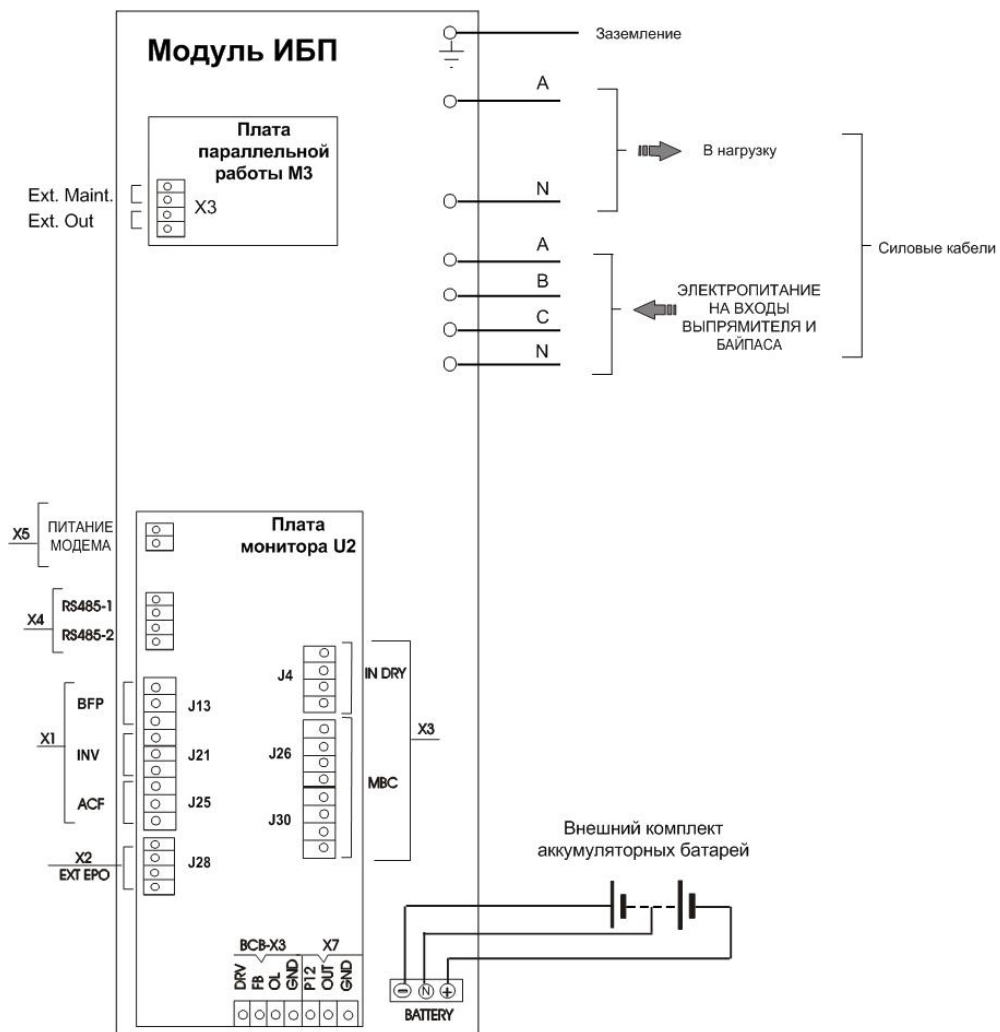 Модуль ИБП
Заземление
A
Плата
параллельной
работы М3
В нагрузку
Ext. Maint.
X3
Ext. Out
N
A
Силовые кабели
B
ЭЛЕКТРОПИТАНИЕ
НА ВХОДЫ
ВЫПРЯМИТЕЛЯ И
БАЙПАСА
C
N
Плата
монитора U2
X5
ПИТАНИЕ
МОДЕМА
RS485-1
X4
RS485-2
J4
IN DRY
BFP
J13
X3
X1
INV
J21
J26
MBC
ACF
J25
J30
X2
EXT EPO
J28
Внешний комплект
аккумуляторных батарей
BCB-X3
X7
DRV
FB
OL
GND
P12
OUT
GND
− N +
BATTERY